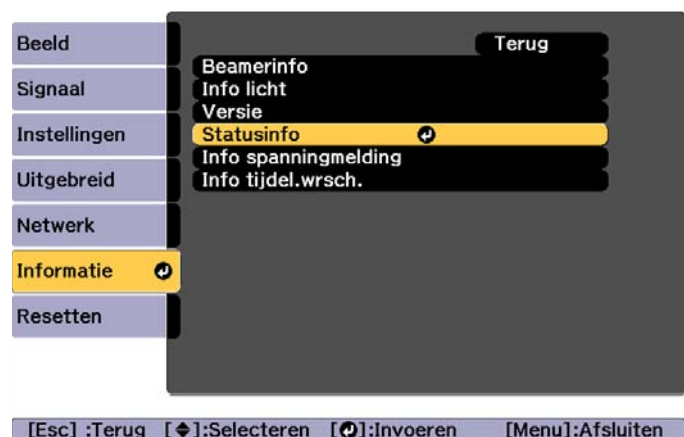 Beeld
Signaal
Instellingen
Uitgebreid
Netwerk
Informatie
Resetten
Terug
Beamerinfo
Info licht
Versie
Statusinfo
Info spanningmelding
Info tijdel.wrsch.
[Esc] :Terug [◆]:Selecteren [↵]:Invoeren [Menu]:Afsluiten